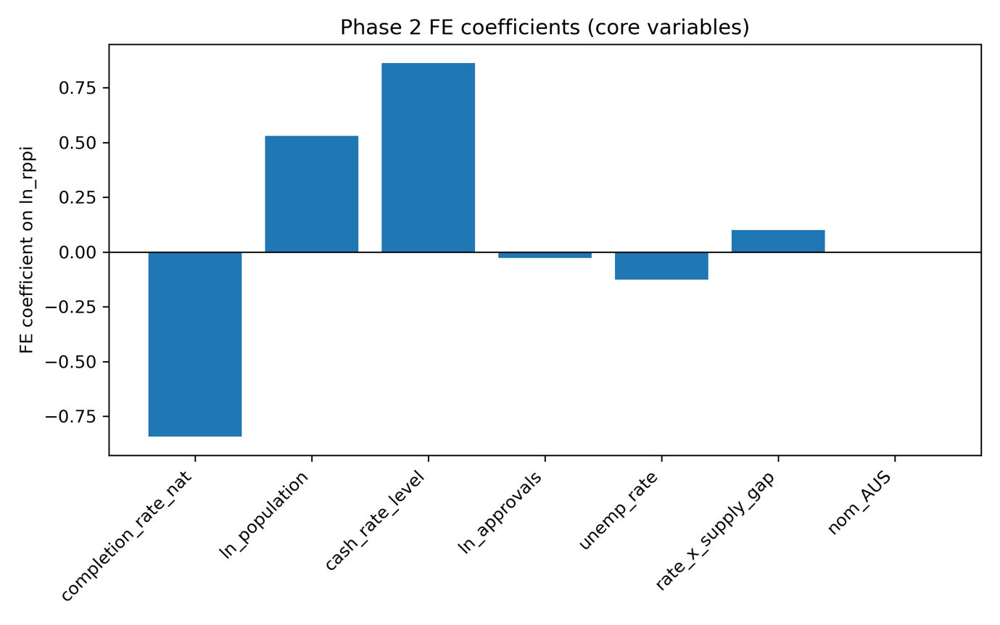 Phase 2 FE coefficients (core variables)
FE coefficient on ln_rppi
0.75
0.50
0.25
0.00
−0.25
−0.50
−0.75
completion_rate_nat
ln_population
cash_rate_level
ln_approvals
unemp_rate
rate_x_supply_gap
nom_AUS